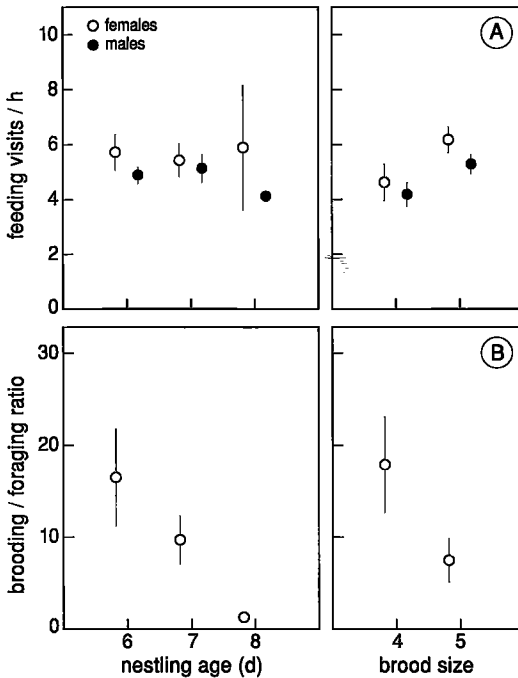 females
males
A
feeding visits / h
10
8
6
4
2
0
B
brooding / foraging ratio
30
20
10
0
6 7 8
4 5
nestling age (d)
brood size